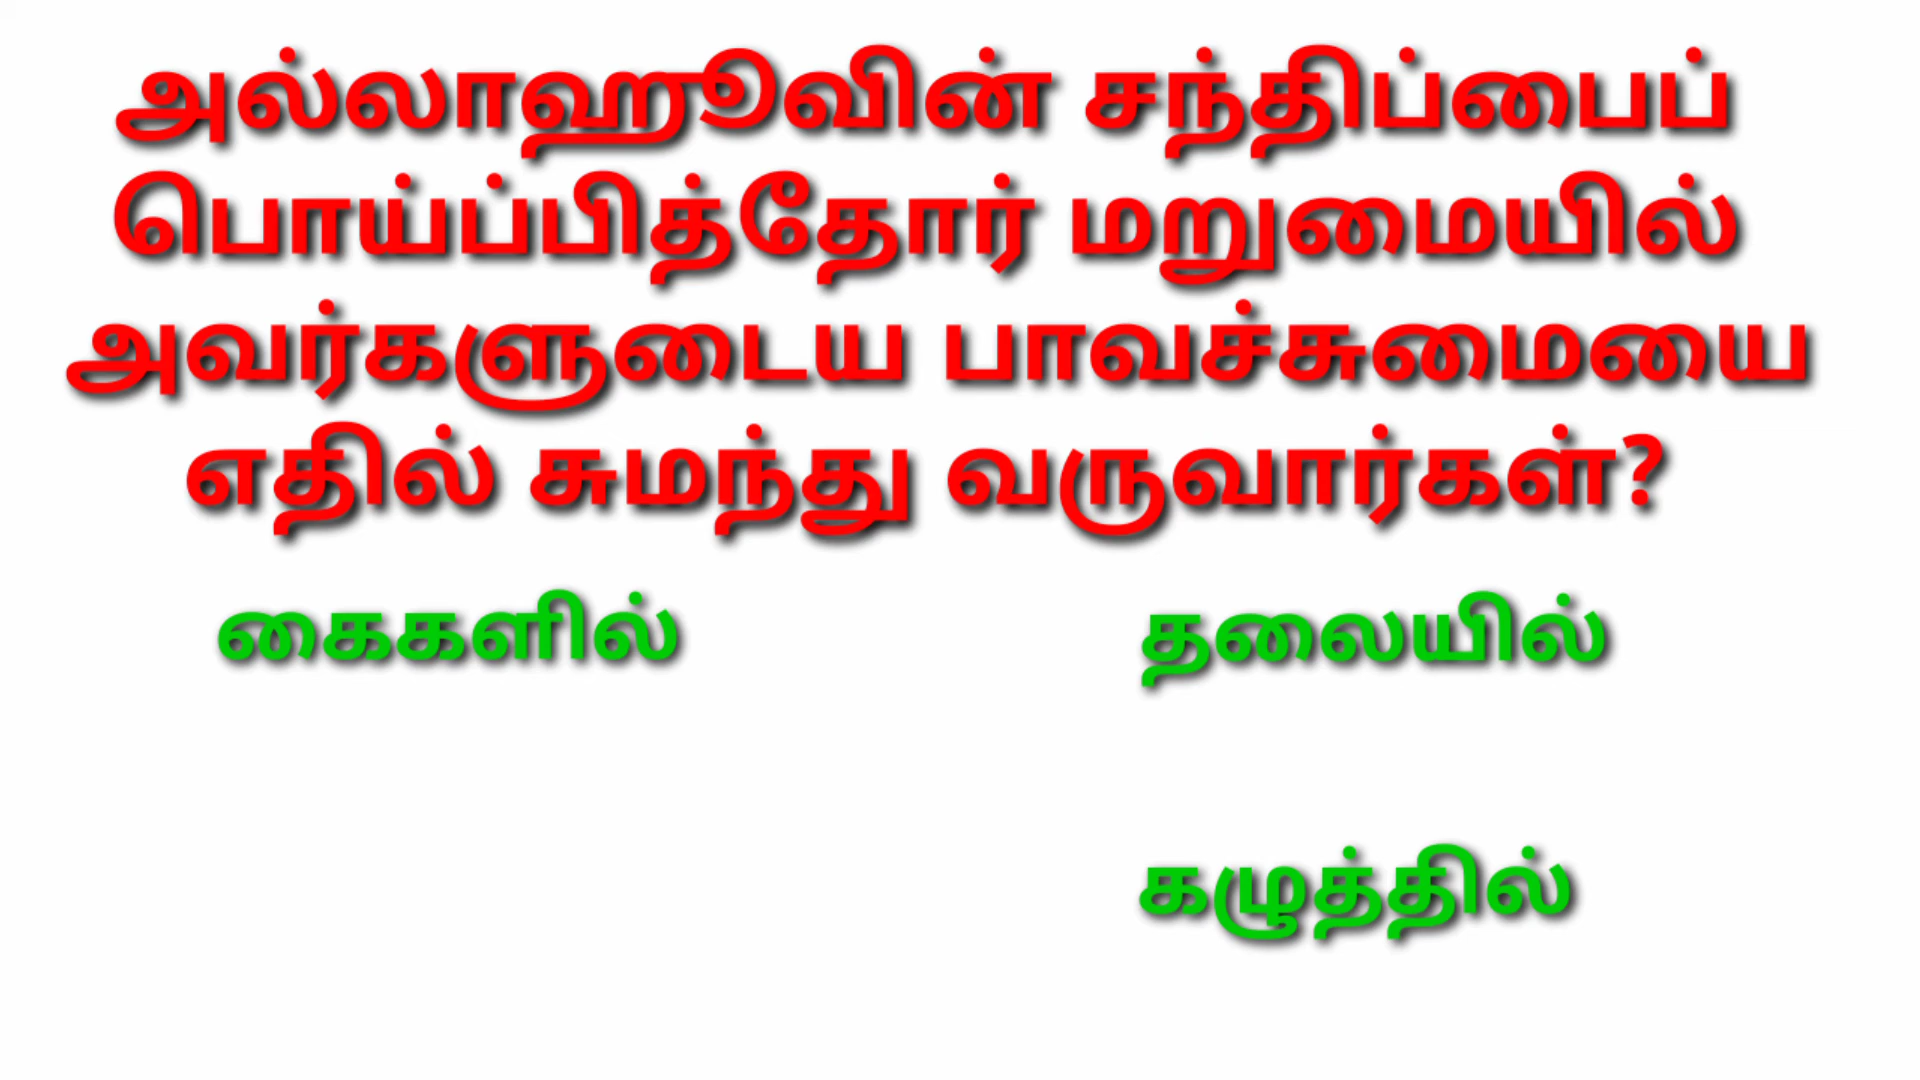 அல்லாஹூவின் சந்திப்பைப்
பொய்ப்பித்தோர் மறுமையில்
அவர்களுடைய பாவச்சுமையை
எதில் சுமந்து வருவார்கள்?
கைகளில் தலையில்
கழுத்தில்